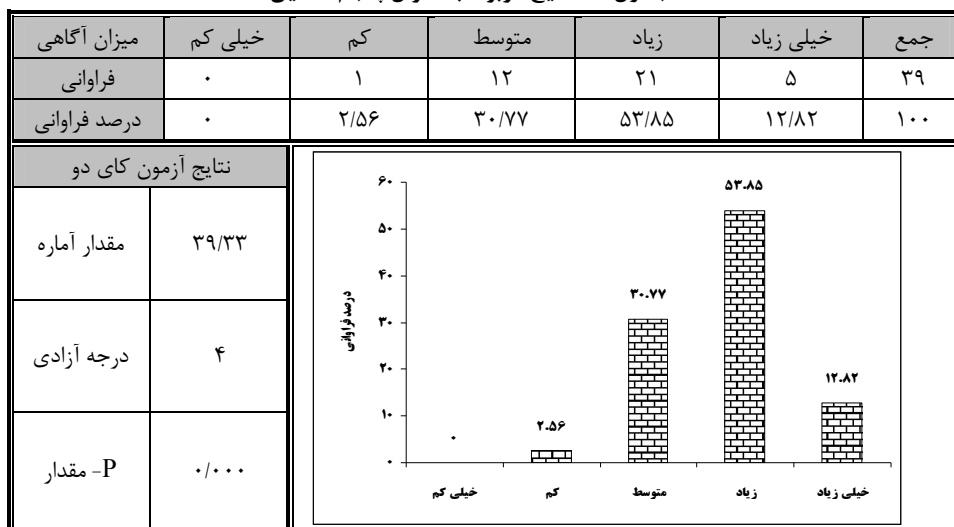 میزان آگاهی خیلی کم کم متوسط زیاد خیلی زیاد جمع
فراوانی ۰ ۱ ۱۲ ۲۱ ۵ ۳۹
درصد فراوانی ۰ ۲/۵۶ ۳۰/۷۷ ۵۳/۸۵ ۱۲/۸۲ ۱۰۰
نتایج آزمون کای دو
مقدار آماره ۳۹/۳۳
درجه آزادی ۴
P- مقدار ۰/۰۰۰
درصد فراوانی
۶۰
۵۰
۴۰
۳۰
۲۰
۱۰
۰
۰
۲.۵۶
۳۰.۷۷
۵۳.۸۵
۱۲.۸۲
خیلی کم کم متوسط زیاد خیلی زیاد